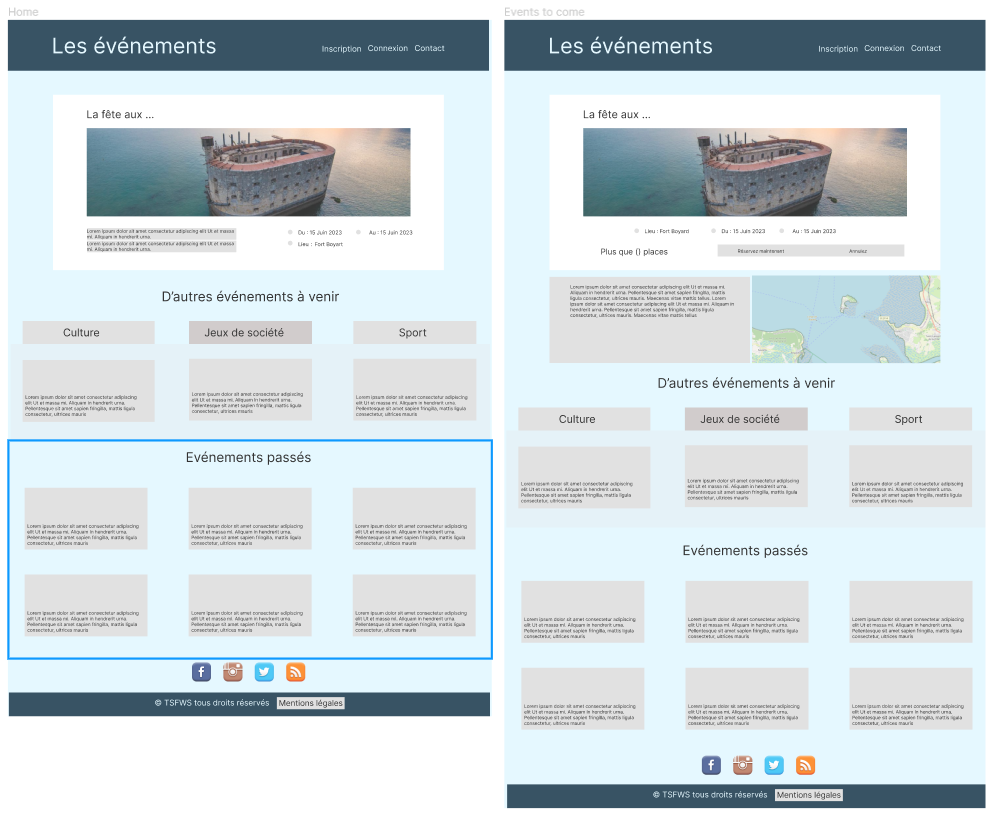 Home
Les événements
Inscription Connexion Contact
La fête aux ...
Lorem ipsum dolor sit amet consectetur adipiscing elit Ut et massa
mi. Aliquam in hendrerit urna.
Lorem ipsum dolor sit amet consectetur adipiscing elit Ut et massa
mi. Aliquam in hendrerit urna.
Du : 15 Juin 2023 Au : 15 Juin 2023
Lieu : Fort Boyart
D'autres événements à venir
Culture Jeux de société Sport
Lorem ipsum dolor sit amet consectetur adipiscing
elit Ut et massa mi. Aliquam in hendrerit urna.
Pellentesque sit amet sapien fringilla, mattis ligula
consectetur, ultrices mauris
Lorem ipsum dolor sit amet consectetur adipiscing
elit Ut et massa mi. Aliquam in hendrerit urna.
Pellentesque sit amet sapien fringilla, mattis ligula
consectetur, ultrices mauris
Lorem ipsum dolor sit amet consectetur adipiscing
elit Ut et massa mi. Aliquam in hendrerit urna.
Pellentesque sit amet sapien fringilla, mattis ligula
consectetur, ultrices mauris
Evénements passés
Lorem ipsum dolor sit amet consectetur adipiscing
elit Ut et massa mi. Aliquam in hendrerit urna.
Pellentesque sit amet sapien fringilla, mattis ligula
consectetur, ultrices mauris
Lorem ipsum dolor sit amet consectetur adipiscing
elit Ut et massa mi. Aliquam in hendrerit urna.
Pellentesque sit amet sapien fringilla, mattis ligula
consectetur, ultrices mauris
Lorem ipsum dolor sit amet consectetur adipiscing
elit Ut et massa mi. Aliquam in hendrerit urna.
Pellentesque sit amet sapien fringilla, mattis ligula
consectetur, ultrices mauris
Lorem ipsum dolor sit amet consectetur adipiscing
elit Ut et massa mi. Aliquam in hendrerit urna.
Pellentesque sit amet sapien fringilla, mattis ligula
consectetur, ultrices mauris
Lorem ipsum dolor sit amet consectetur adipiscing
elit Ut et massa mi. Aliquam in hendrerit urna.
Pellentesque sit amet sapien fringilla, mattis ligula
consectetur, ultrices mauris
Lorem ipsum dolor sit amet consectetur adipiscing
elit Ut et massa mi. Aliquam in hendrerit urna.
Pellentesque sit amet sapien fringilla, mattis ligula
consectetur, ultrices mauris
© TSFWS tous droits réservés Mentions légales
Events to come
Les événements
Inscription Connexion Contact
La fête aux ...
Lieu : Fort Boyard Du : 15 Juin 2023 Au : 15 Juin 2023
Plus que () places Réservez maintenent Annulez
Lorem ipsum dolor sit amet consectetur adipiscing elit Ut et massa mi.
Aliquam in hendrerit urna. Pellentesque sit amet sapien fringilla, mattis
ligula consectetur, ultrices mauris. Maecenas vitae mattis tellus. Lorem
ipsum dolor sit amet consectetur adipiscing elit Ut et massa mi. Aliquam in
hendrerit urna. Pellentesque sit amet sapien fringilla, mattis ligula
consectetur, ultrices mauris. Maecenas vitae mattis tellus
D'autres événements à venir
Culture Jeux de société Sport
Lorem ipsum dolor sit amet consectetur adipiscing
elit Ut et massa mi. Aliquam in hendrerit urna.
Pellentesque sit amet sapien fringilla, mattis ligula
consectetur, ultrices mauris
Lorem ipsum dolor sit amet consectetur adipiscing
elit Ut et massa mi. Aliquam in hendrerit urna.
Pellentesque sit amet sapien fringilla, mattis ligula
consectetur, ultrices mauris
Lorem ipsum dolor sit amet consectetur adipiscing
elit Ut et massa mi. Aliquam in hendrerit urna.
Pellentesque sit amet sapien fringilla, mattis ligula
consectetur, ultrices mauris
Evénements passés
Lorem ipsum dolor sit amet consectetur adipiscing
elit Ut et massa mi. Aliquam in hendrerit urna.
Pellentesque sit amet sapien fringilla, mattis ligula
consectetur, ultrices mauris
Lorem ipsum dolor sit amet consectetur adipiscing
elit Ut et massa mi. Aliquam in hendrerit urna.
Pellentesque sit amet sapien fringilla, mattis ligula
consectetur, ultrices mauris
Lorem ipsum dolor sit amet consectetur adipiscing
elit Ut et massa mi. Aliquam in hendrerit urna.
Pellentesque sit amet sapien fringilla, mattis ligula
consectetur, ultrices mauris
Lorem ipsum dolor sit amet consectetur adipiscing
elit Ut et massa mi. Aliquam in hendrerit urna.
Pellentesque sit amet sapien fringilla, mattis ligula
consectetur, ultrices mauris
Lorem ipsum dolor sit amet consectetur adipiscing
elit Ut et massa mi. Aliquam in hendrerit urna.
Pellentesque sit amet sapien fringilla, mattis ligula
consectetur, ultrices mauris
Lorem ipsum dolor sit amet consectetur adipiscing
elit Ut et massa mi. Aliquam in hendrerit urna.
Pellentesque sit amet sapien fringilla, mattis ligula
consectetur, ultrices mauris
© TSFWS tous droits réservés Mentions légales